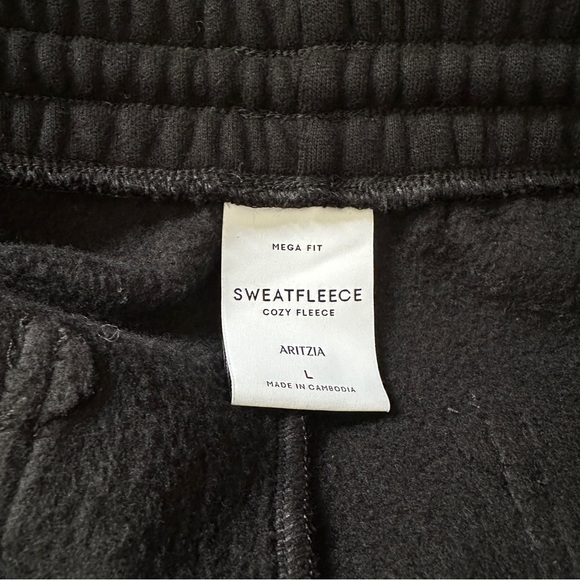 MEGA FIT
SWEATFLEECE
COZY FLEECE
ARITZIA
L
MADE IN CAMBODIA